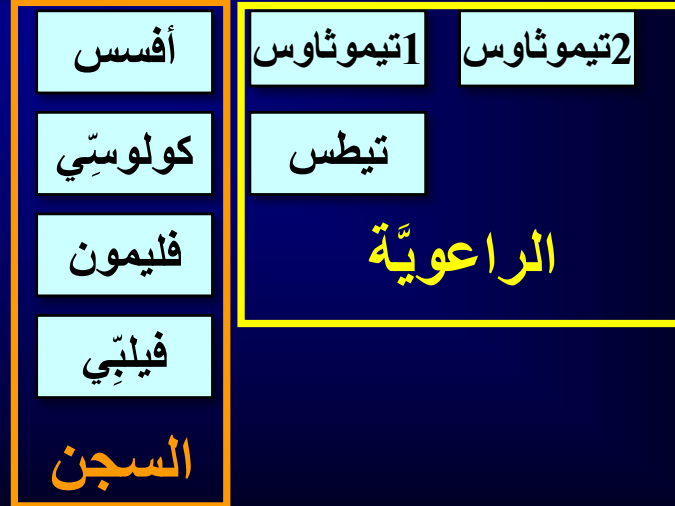 أفسس
كولوسِّي
فليمون
فيلبِّي
السجن
1تيموثاوس
2تيموثاوس
تيطس
الراعويَّة